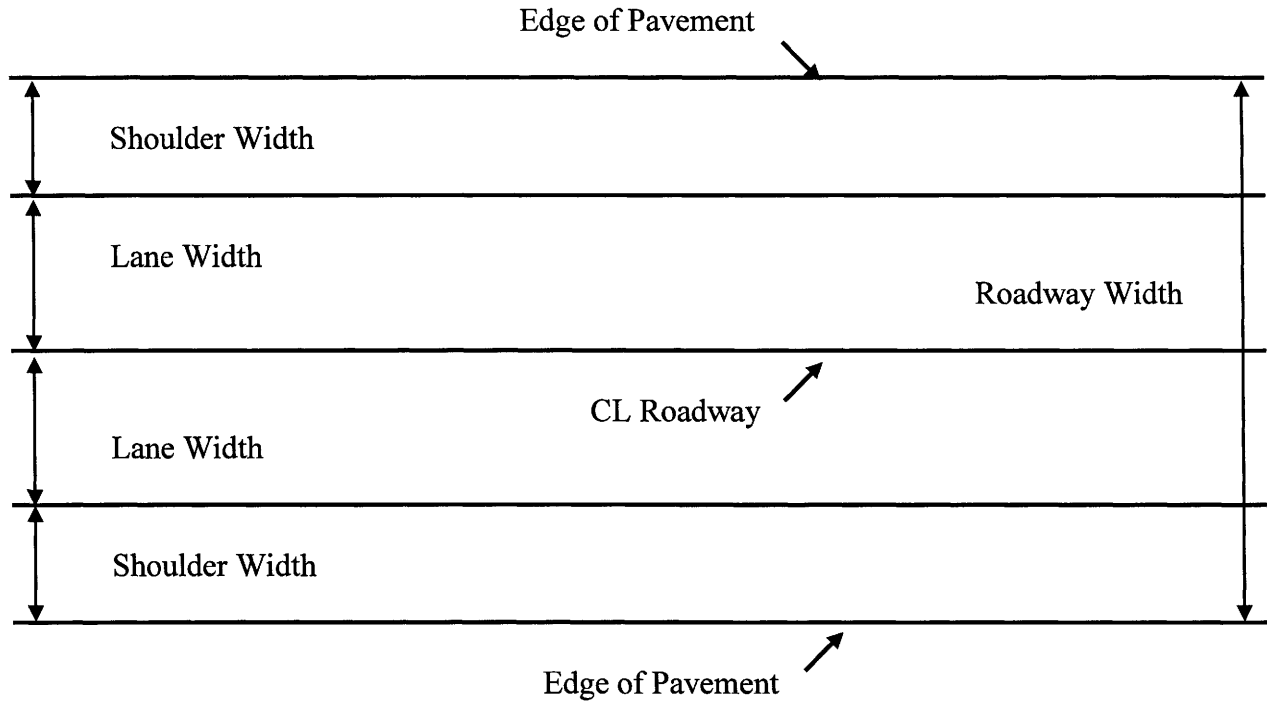 Edge of Pavement
Shoulder Width
Lane Width
Roadway Width
CL Roadway
Lane Width
Shoulder Width
Edge of Pavement